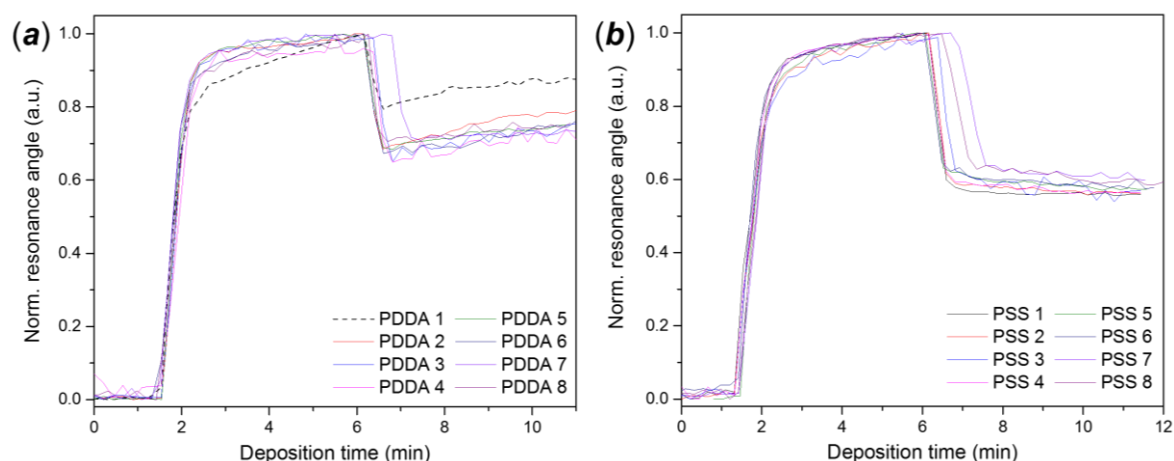 (a)
Norm. resonance angle (a.u.)
1.0
0.8
0.6
0.4
0.2
0.0
PDDA 1 PDDA 5
PDDA 2 PDDA 6
PDDA 3 PDDA 7
PDDA 4 PDDA 8
0 2 4 6 8 10
Deposition time (min)
(b)
Norm. resonance angle (a.u.)
1.0
0.8
0.6
0.4
0.2
0.0
PSS 1 PSS 5
PSS 2 PSS 6
PSS 3 PSS 7
PSS 4 PSS 8
0 2 4 6 8 10 12
Deposition time (min)